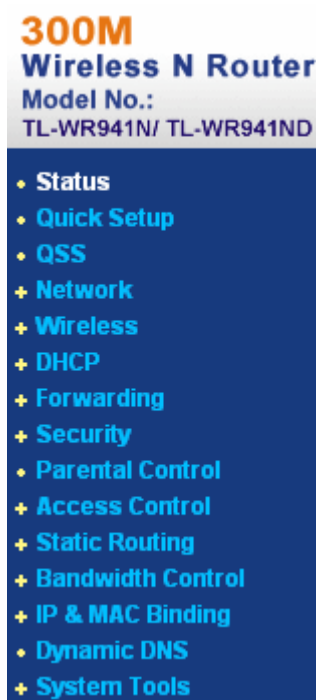 300M
Wireless N Router
Model No.:
TL-WR941N/ TL-WR941ND
Status
Quick Setup
QSS
Network
Wireless
DHCP
Forwarding
Security
Parental Control
Access Control
Static Routing
Bandwidth Control
IP & MAC Binding
Dynamic DNS
System Tools